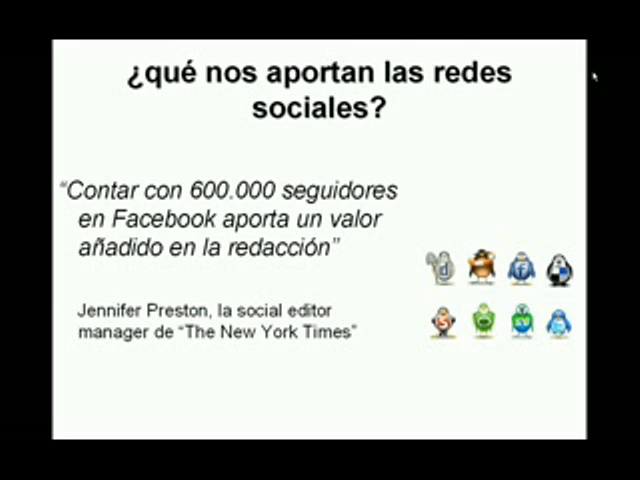 ¿qué nos aportan las redes
sociales?
“Contar con 600.000 seguidores
en Facebook aporta un valor
añadido en la redacción”
Jennifer Preston, la social editor
manager de “The New York Times”